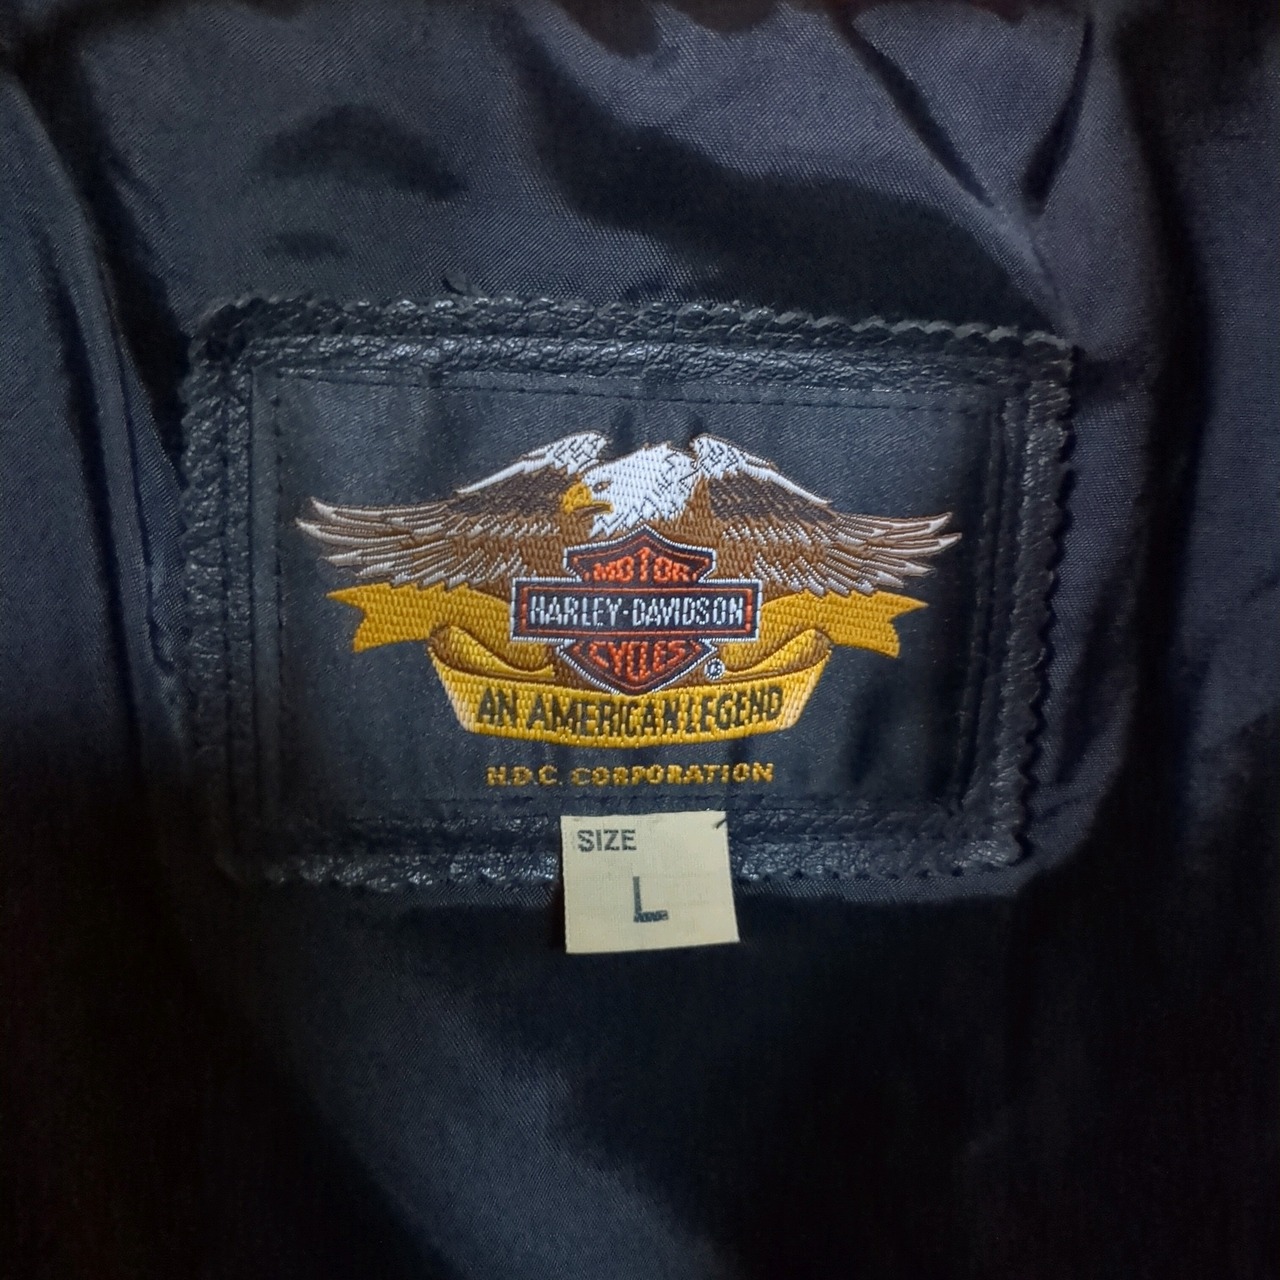 MOTOR
HARLEY-DAVIDSON
CYCLES
®
AN AMERICAN LEGEND
H.D.C. CORPORATION
SIZE
L